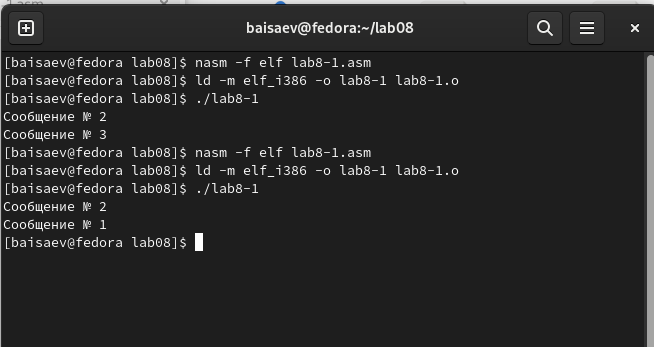 baisaev@fedora:~/lab08
[baisaev@fedora lab08]$ nasm -f elf lab8-1.asm
[baisaev@fedora lab08]$ ld -m elf_i386 -o lab8-1 lab8-1.o
[baisaev@fedora lab08]$ ./lab8-1
Сообщение № 2
Сообщение № 3
[baisaev@fedora lab08]$ nasm -f elf lab8-1.asm
[baisaev@fedora lab08]$ ld -m elf_i386 -o lab8-1 lab8-1.o
[baisaev@fedora lab08]$ ./lab8-1
Сообщение № 2
Сообщение № 1
[baisaev@fedora lab08]$